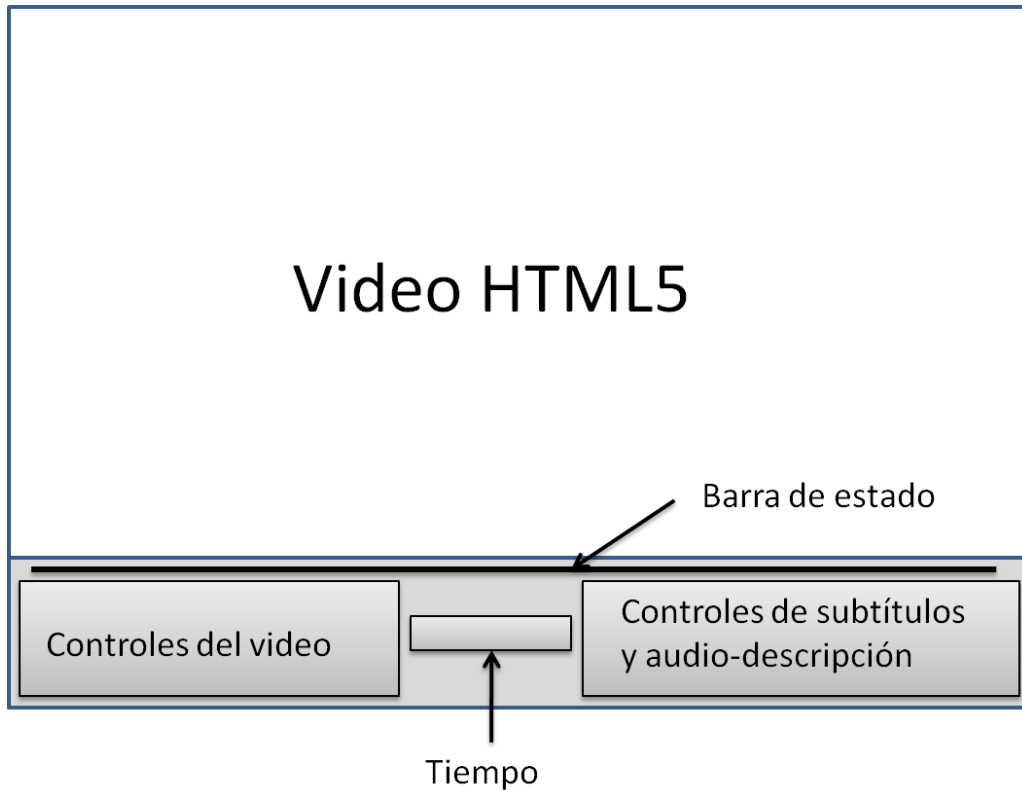 Video HTML5
Barra de estado
Controles del video
Controles de subtítulos
y audio-descripción
Tiempo